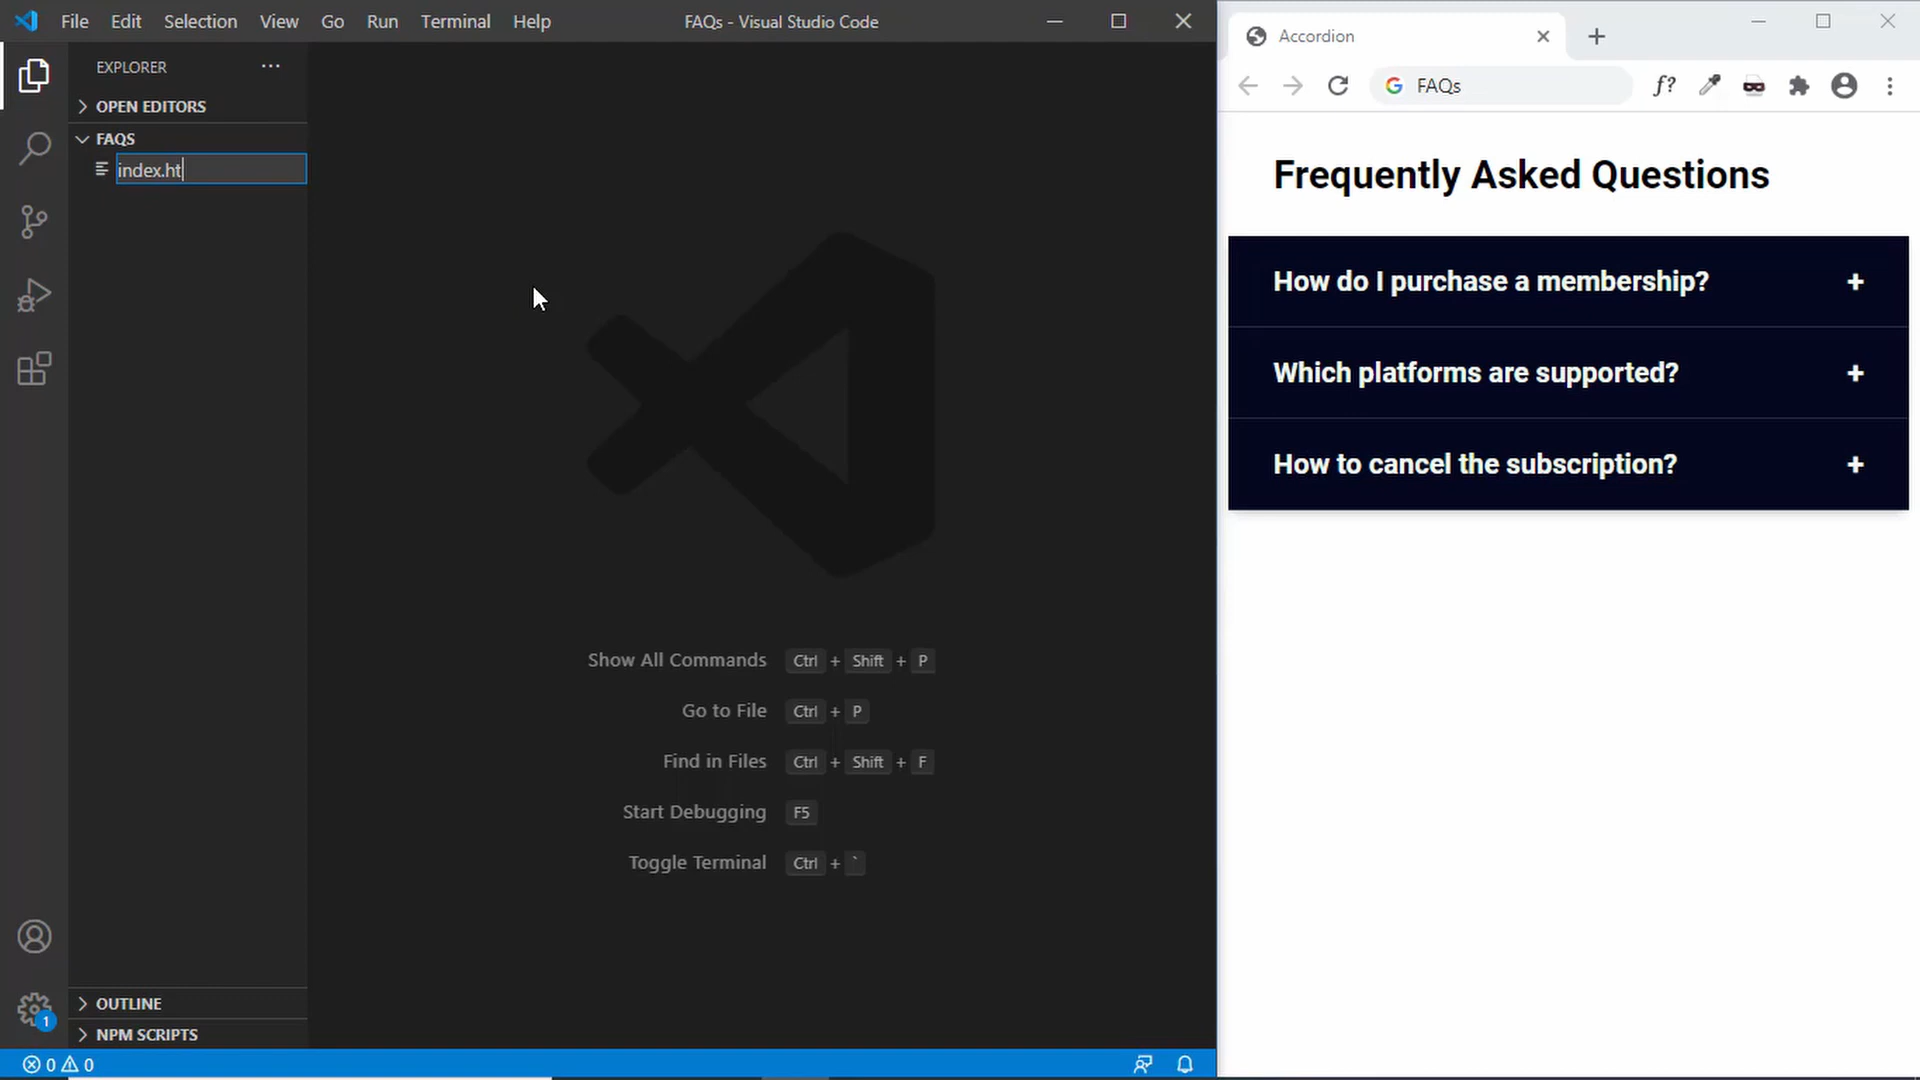 File Edit Selection View Go Run Terminal Help
FAQs - Visual Studio Code
EXPLORER
OPEN EDITORS
FAQS
index.ht
Show All Commands Ctrl + Shift + P
Go to File Ctrl + P
Find in Files Ctrl + Shift + F
Start Debugging F5
Toggle Terminal Ctrl + `
OUTLINE
NPM SCRIPTS
1
0 0
Accordion
FAQs
f?
Frequently Asked Questions
How do I purchase a membership? +
Which platforms are supported? +
How to cancel the subscription? +